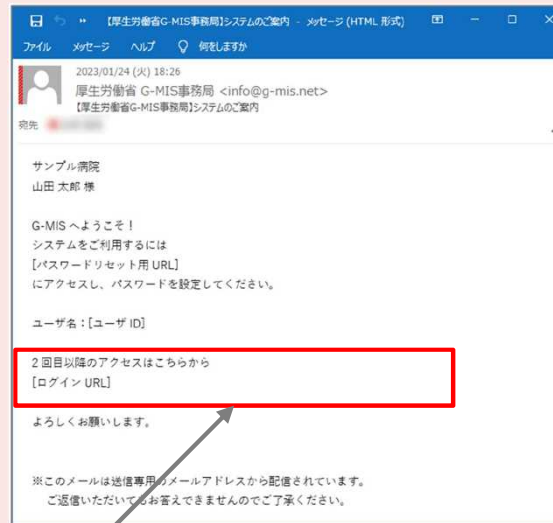 【厚生労働省G-MIS事務局】システムのご案内 - メッセージ (HTML 形式)
ファイル メッセージ ヘルプ 何をしますか
2023/01/24 (火) 18:26
厚生労働省 G-MIS事務局 <info@g-mis.net>
【厚生労働省G-MIS事務局】システムのご案内
宛先
サンプル病院
山田 太郎 様
G-MIS へようこそ！
システムをご利用するには
[パスワードリセット用 URL]
にアクセスし、パスワードを設定してください。
ユーザ名：[ユーザ ID]
2 回目以降のアクセスはこちらから
[ログイン URL]
よろしくお願いします。
※このメールは送信専用のメールアドレスから配信されています。
ご返信いただいてもお答えできませんのでご了承ください。